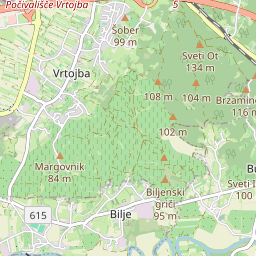 Počivališče Vrtojba
5
Šober
99 m
Sveti Ot
134 m
Vrtojba
108 m
104 m
Brzamin
116 m
102 m
Margovnik
84 m
Biljenski
griči
95 m
Sveti I
100
615
Bilje